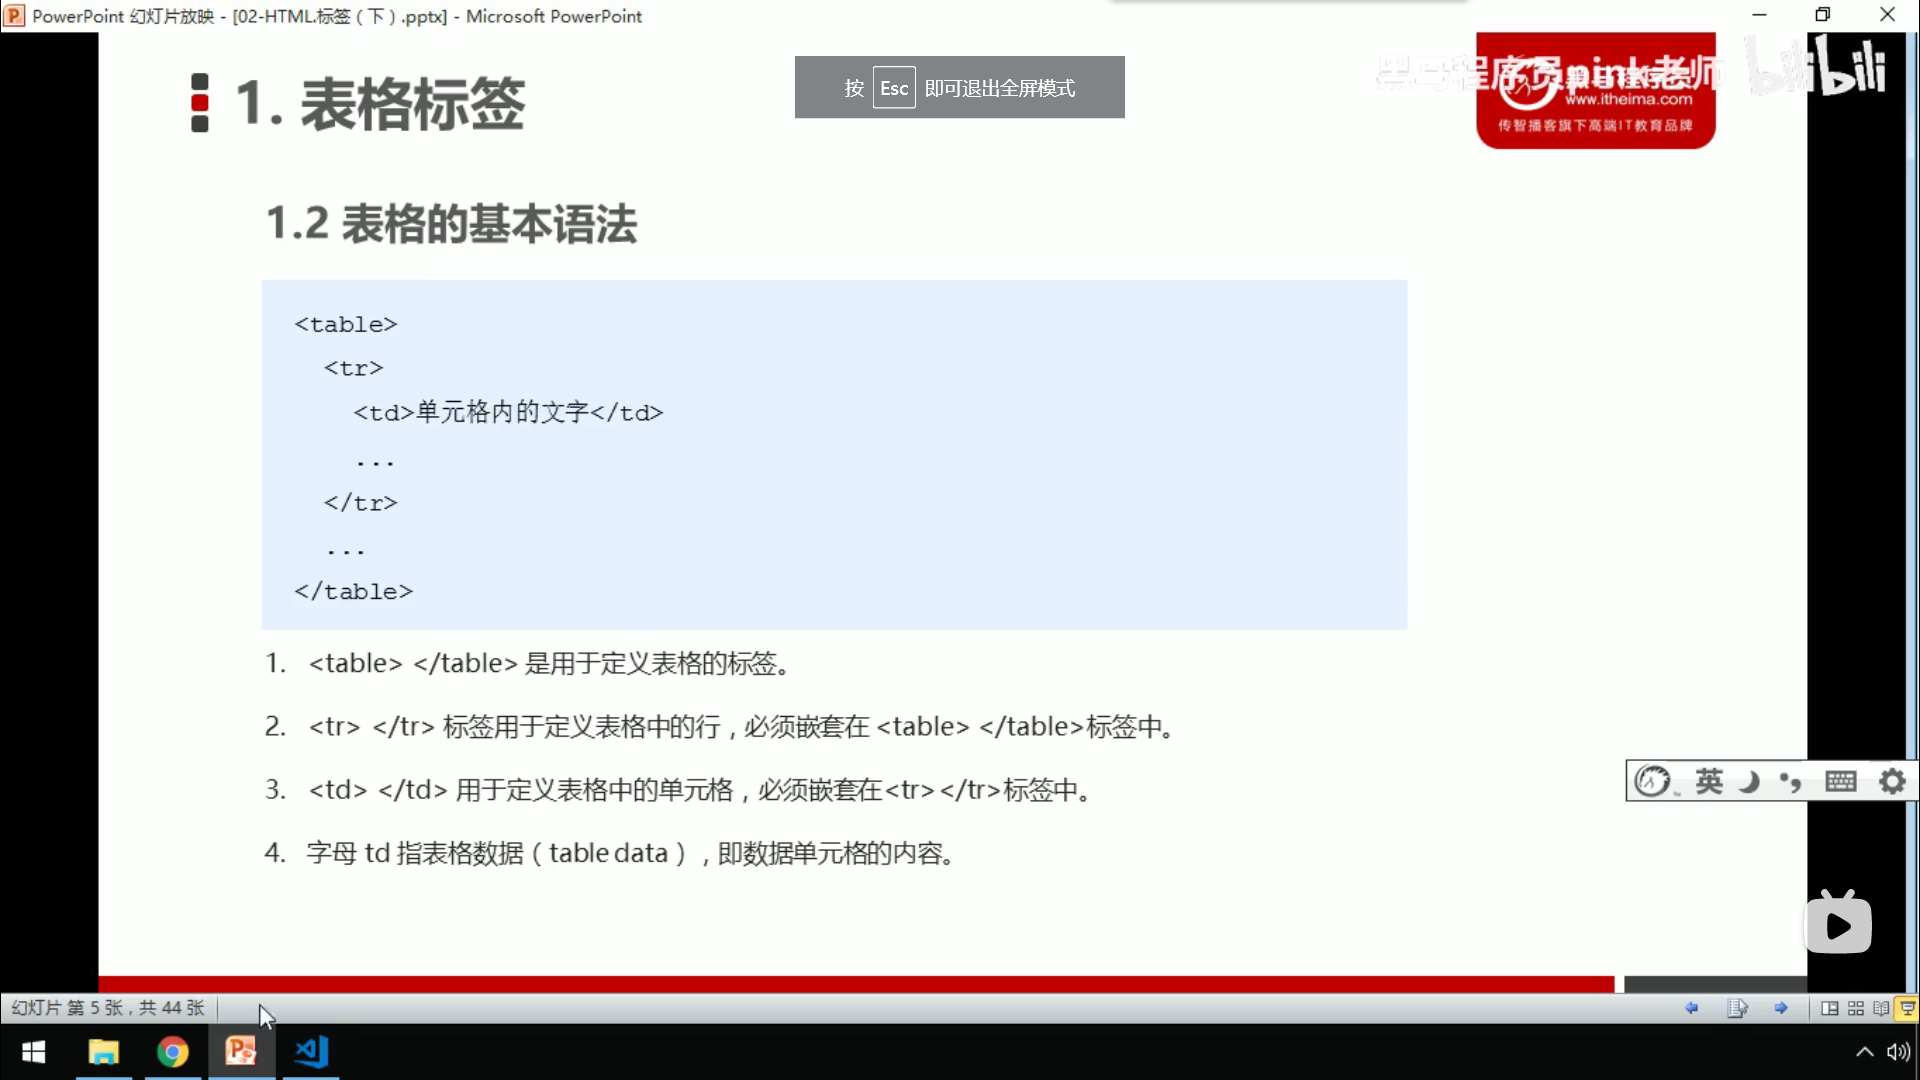 PowerPoint 幻灯片放映 - [02-HTML标签（下）.pptx] - Microsoft PowerPoint
1. 表格标签
按 Esc 即可退出全屏模式
黑马程序员pink老师
bilibili
www.itheima.com
传智播客旗下高端IT教育品牌
1.2 表格的基本语法
<table>
<tr>
<td>单元格内的文字</td>
...
</tr>
...
</table>
1. <table> </table> 是用于定义表格的标签。
2. <tr> </tr> 标签用于定义表格中的行，必须嵌套在 <table> </table>标签中。
3. <td> </td> 用于定义表格中的单元格，必须嵌套在<tr></tr>标签中。
4. 字母 td 指表格数据（table data），即数据单元格的内容。
英
幻灯片 第 5 张，共 44 张